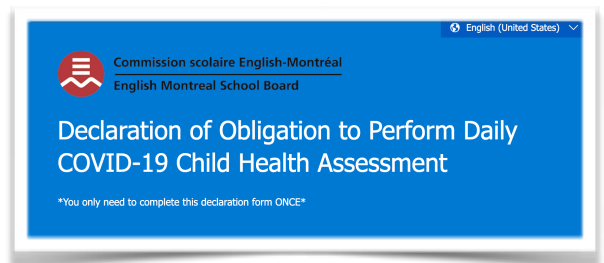 English (United States)
Commission scolaire English-Montréal
English Montreal School Board
Declaration of Obligation to Perform Daily
COVID-19 Child Health Assessment
*You only need to complete this declaration form ONCE*